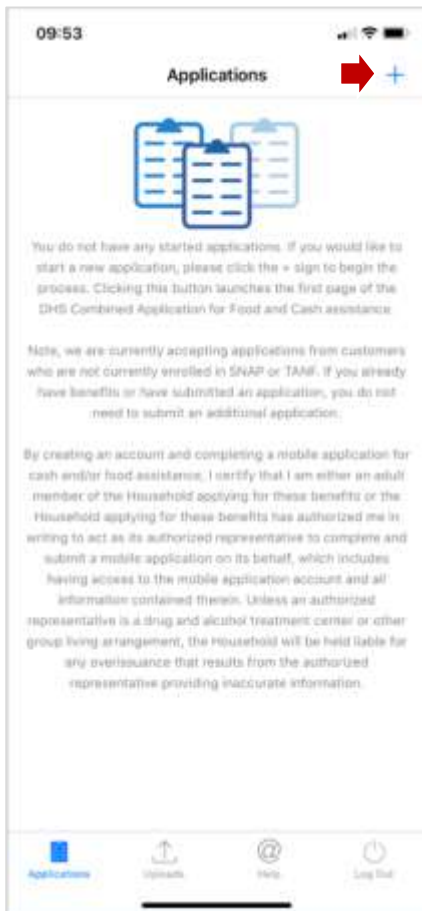 09:53
Applications
+
You do not have any started applications. If you would like to
start a new application, please click the + sign to begin the
process. Clicking this button launches the first page of the
DHS Combined Application for Food and Cash assistance.
Note, we are currently accepting applications from customers
who are not currently enrolled in SNAP or TANF. If you already
have benefits or have submitted an application, you do not
need to submit an additional application.
By creating an account and completing a mobile application for
cash and/or food assistance, I certify that I am either an adult
member of the Household applying for these benefits or the
Household applying for these benefits has authorized me in
writing to act as its authorized representative to complete and
submit a mobile application on its behalf, which includes
having access to the mobile application account and all
information contained therein. Unless an authorized
representative is a drug and alcohol treatment center or other
group living arrangement, the Household will be held liable for
any overissuance that results from the authorized
representative providing inaccurate information.
Applications Uploads Help Log Out